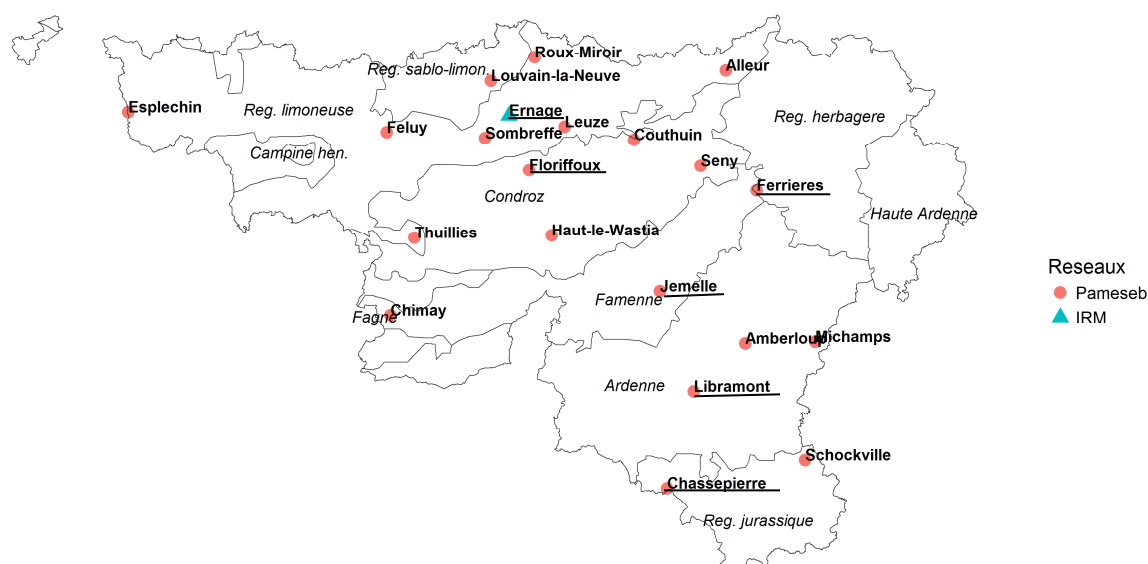 Roux-Miroir
Reg. sablo-limon.
Louvain-la-Neuve
Alleur
Esplechin
Reg. limoneuse
Ernage
Reg. herbagere
Feluy
Sombreffe
Leuze
Couthuin
Campine hen.
Floriffoux
Seny
Condroz
Ferrieres
Haute Ardenne
Thuillies
Haut-le-Wastia
Reseaux
Jemelle
Pameseb
Famenne
Chimay
Fagne
IRM
Amberloup
Michamps
Ardenne
Libramont
Schockville
Chassepierre
Reg. jurassique